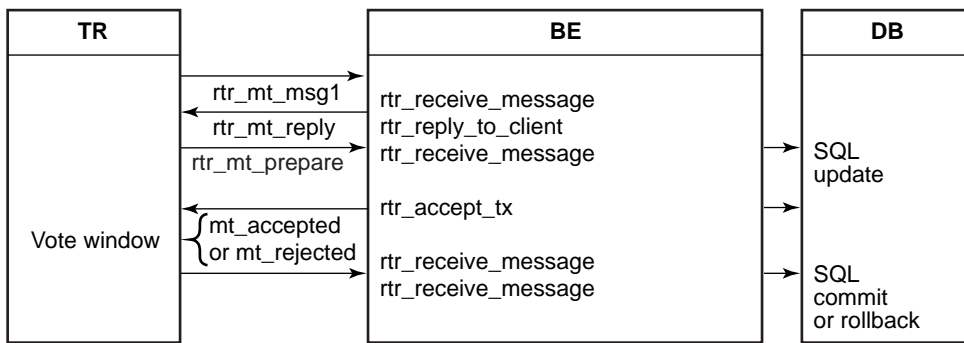 TR
BE
DB
rtr_mt_msg1
rtr_receive_message
rtr_reply_to_client
rtr_mt_reply
rtr_receive_message
rtr_mt_prepare
SQL
update
rtr_accept_tx
Vote window
mt_accepted
or mt_rejected
rtr_receive_message
rtr_receive_message
SQL
commit
or rollback